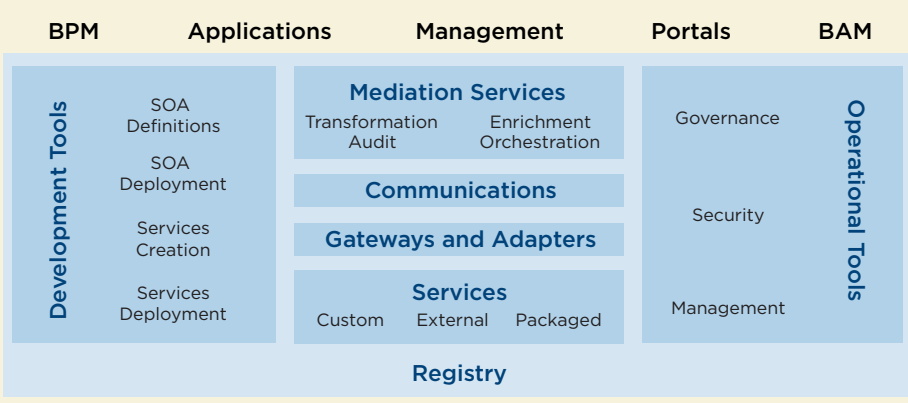 BPM Applications Management Portals BAM
Development Tools
SOA
Definitions
SOA
Deployment
Services
Creation
Services
Deployment
Mediation Services
Transformation Enrichment
Audit Orchestration
Communications
Gateways and Adapters
Services
Custom External Packaged
Governance
Security
Management
Operational Tools
Registry